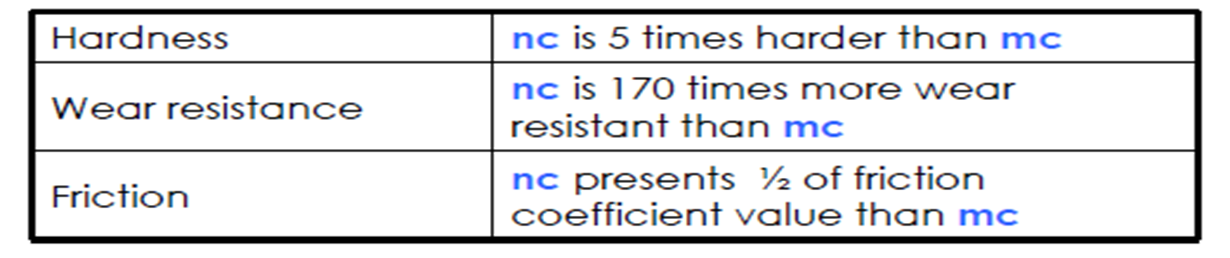 Hardness
nc is 5 times harder than mc
Wear resistance
nc is 170 times more wear
resistant than mc
Friction
nc presents ½ of friction
coefficient value than mc